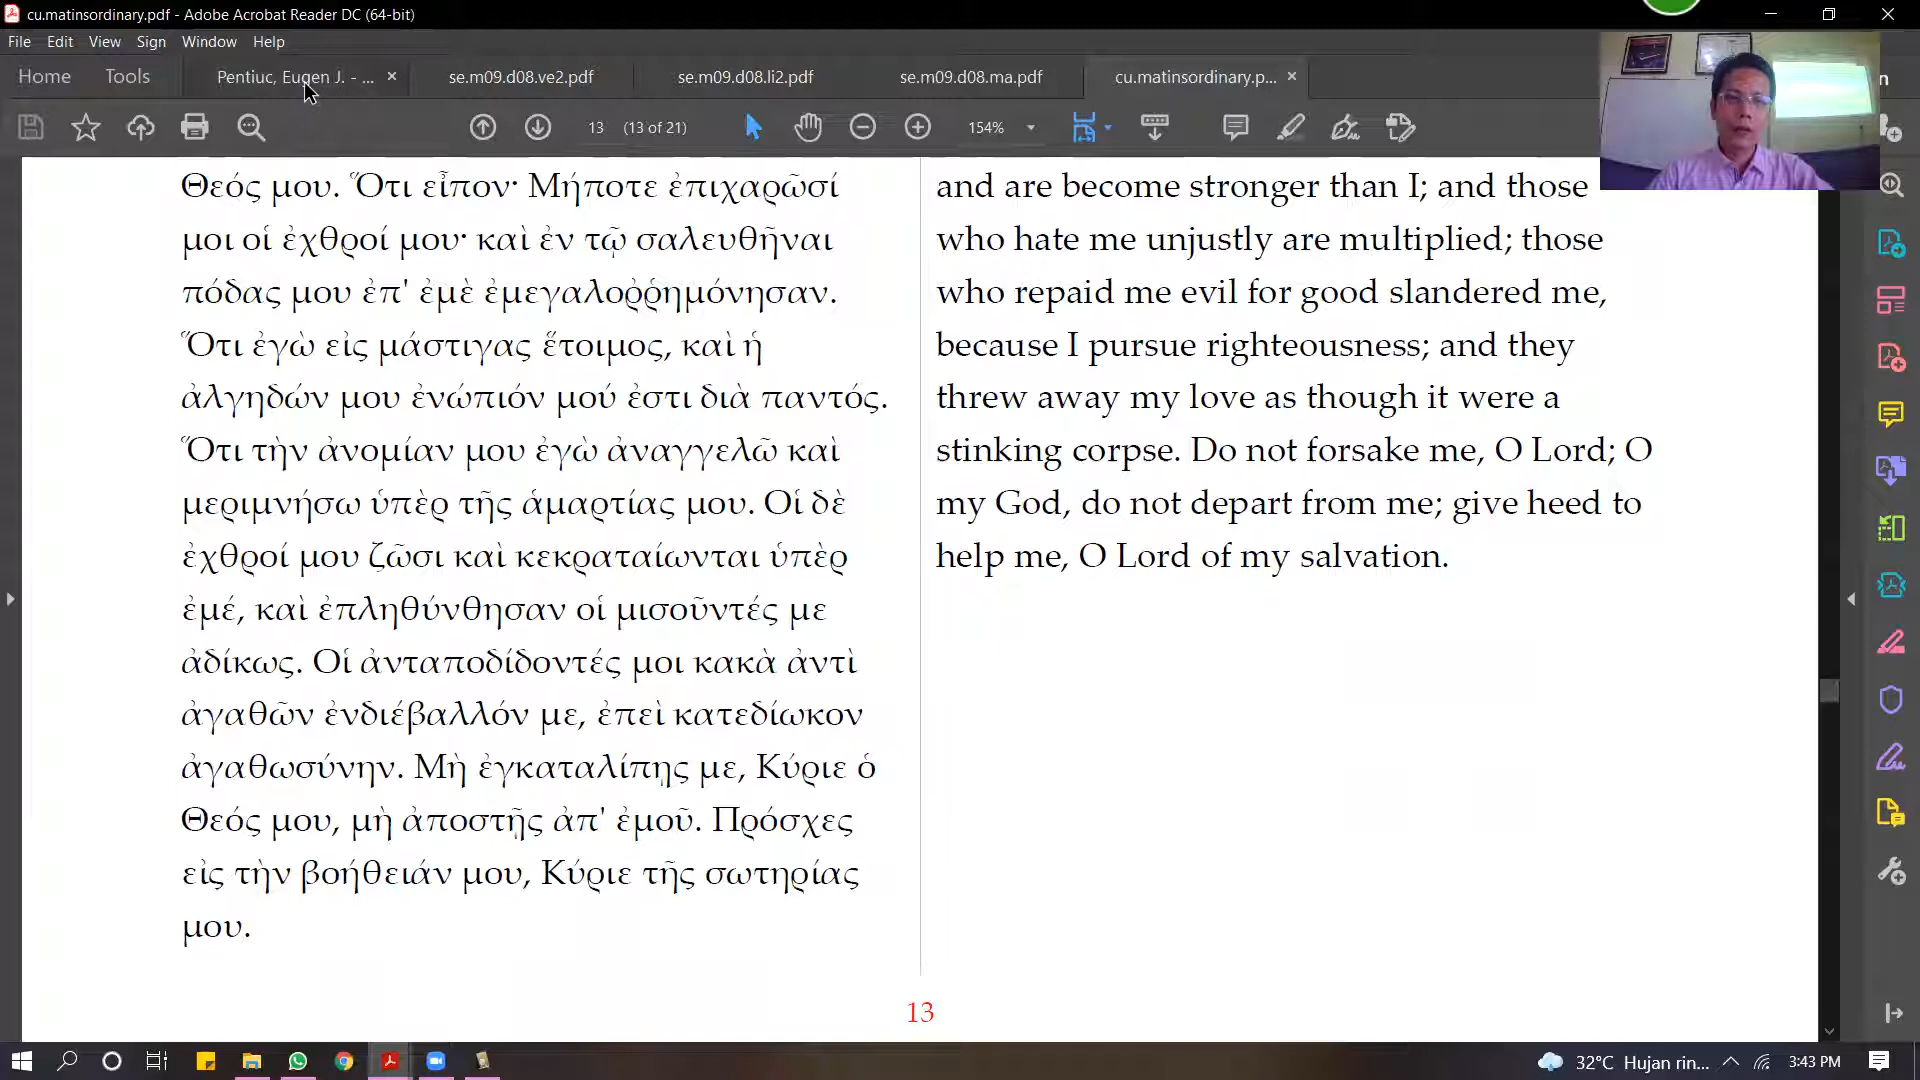 cu.matinsordinary.pdf - Adobe Acrobat Reader DC (64-bit)
File Edit View Sign Window Help
Home Tools Pentiuc, Eugen J. - ... se.m09.d08.ve2.pdf se.m09.d08.li2.pdf se.m09.d08.ma.pdf cu.matinsordinary.p...
13 (13 of 21) 154%
Θεός μου. Ὅτι εἶπον· Μήποτε ἐπιχαρῶσί
μοι οἱ ἐχθροί μου· καὶ ἐν τῷ σαλευθῆναι
πόδας μου ἐπ' ἐμὲ ἐμεγαλοῤῥημόνησαν.
Ὅτι ἐγὼ εἰς μάστιγας ἕτοιμος, καὶ ἡ
ἀλγηδών μου ἐνώπιόν μού ἐστι διὰ παντός.
Ὅτι τὴν ἀνομίαν μου ἐγὼ ἀναγγελῶ καὶ
μεριμνήσω ὑπὲρ τῆς ἁμαρτίας μου. Οἱ δὲ
ἐχθροί μου ζῶσι καὶ κεκραταίωνται ὑπὲρ
ἐμέ, καὶ ἐπληθύνθησαν οἱ μισοῦντές με
ἀδίκως. Οἱ ἀνταποδίδοντές μοι κακὰ ἀντὶ
ἀγαθῶν ἐνδιέβαλλόν με, ἐπεὶ κατεδίωκον
ἀγαθωσύνην. Μὴ ἐγκαταλίπῃς με, Κύριε ὁ
Θεός μου, μὴ ἀποστῇς ἀπ' ἐμοῦ. Πρόσχες
εἰς τὴν βοήθειάν μου, Κύριε τῆς σωτηρίας
μου.
and are become stronger than I; and those
who hate me unjustly are multiplied; those
who repaid me evil for good slandered me,
because I pursue righteousness; and they
threw away my love as though it were a
stinking corpse. Do not forsake me, O Lord; O
my God, do not depart from me; give heed to
help me, O Lord of my salvation.
13
32°C Hujan rin... 3:43 PM